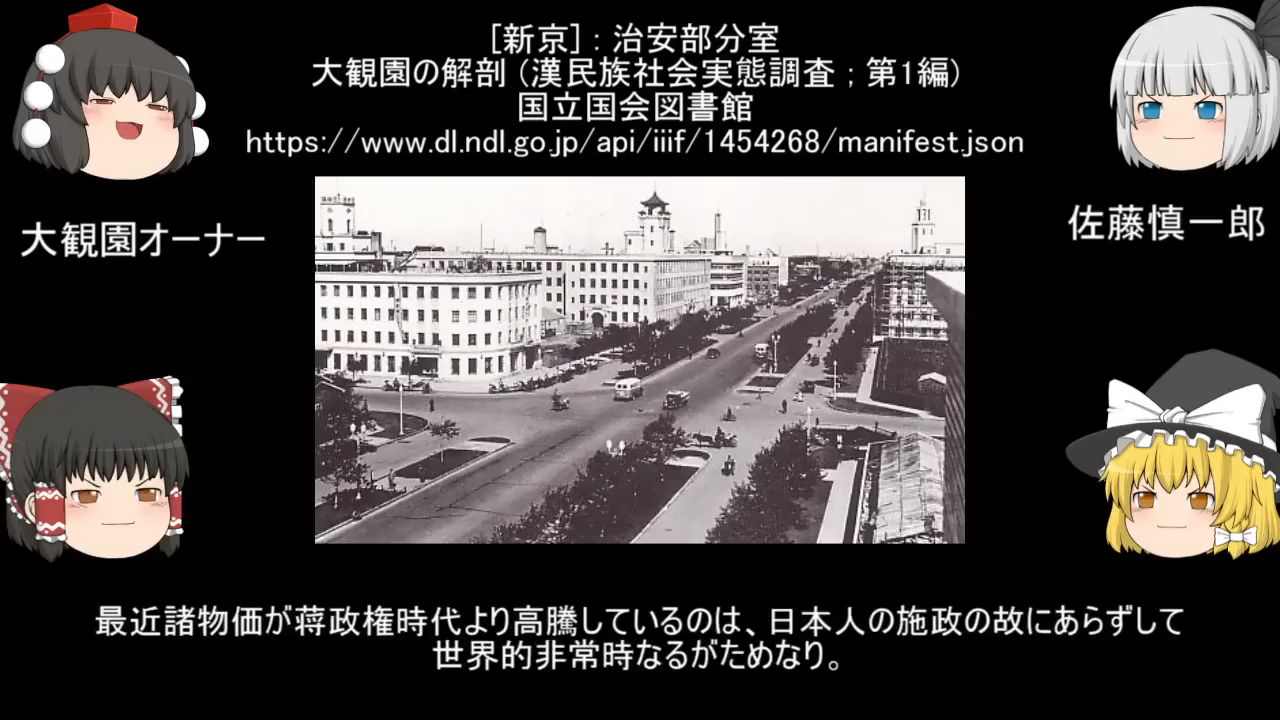 [新京] : 治安部分室
大観園の解剖 (漢民族社会実態調査 ; 第1編)
国立国会図書館
https://www.dl.ndl.go.jp/api/iiif/1454268/manifest.json
大観園オーナー
佐藤慎一郎
最近諸物価が蒋政権時代より高騰しているのは、日本人の施政の故にあらずして
世界的非常時なるがためなり。